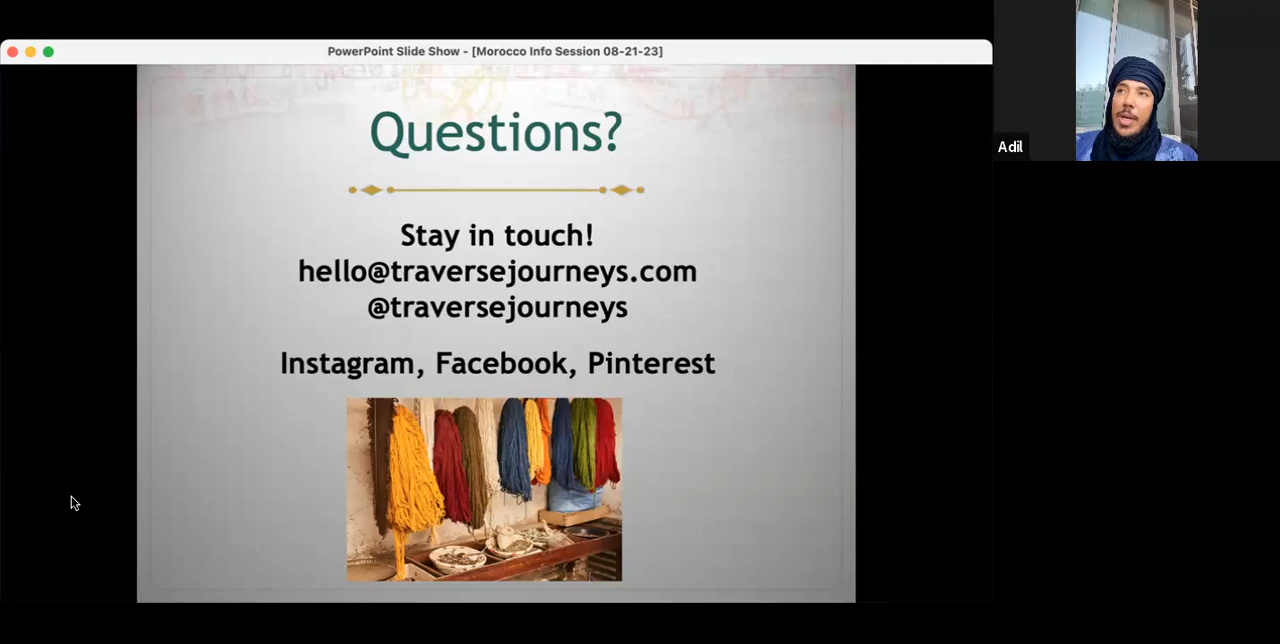 PowerPoint Slide Show - [Morocco Info Session 08-21-23]
Questions?
Stay in touch!
hello@traversejourneys.com
@traversejourneys
Instagram, Facebook, Pinterest
Adil